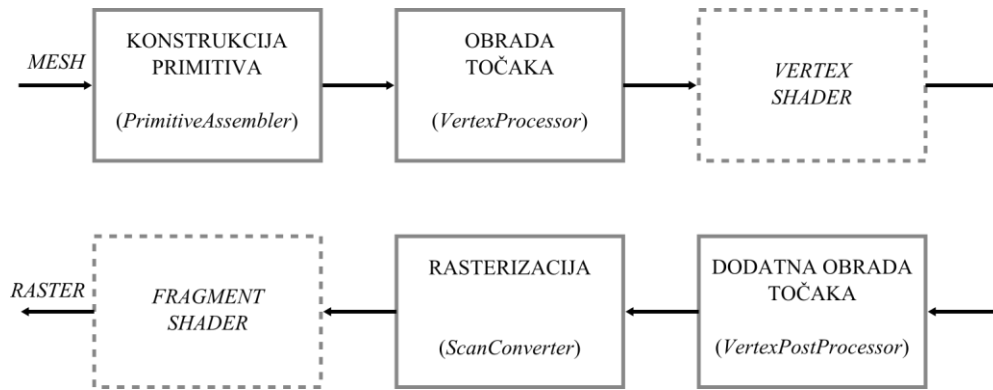 MESH
KONSTRUKCIJA
PRIMITIVA
(PrimitiveAssembler)
OBRADA
TOČAKA
(VertexProcessor)
VERTEX
SHADER
RASTER
FRAGMENT
SHADER
RASTERIZACIJA
(ScanConverter)
DODATNA OBRADA
TOČAKA
(VertexPostProcessor)